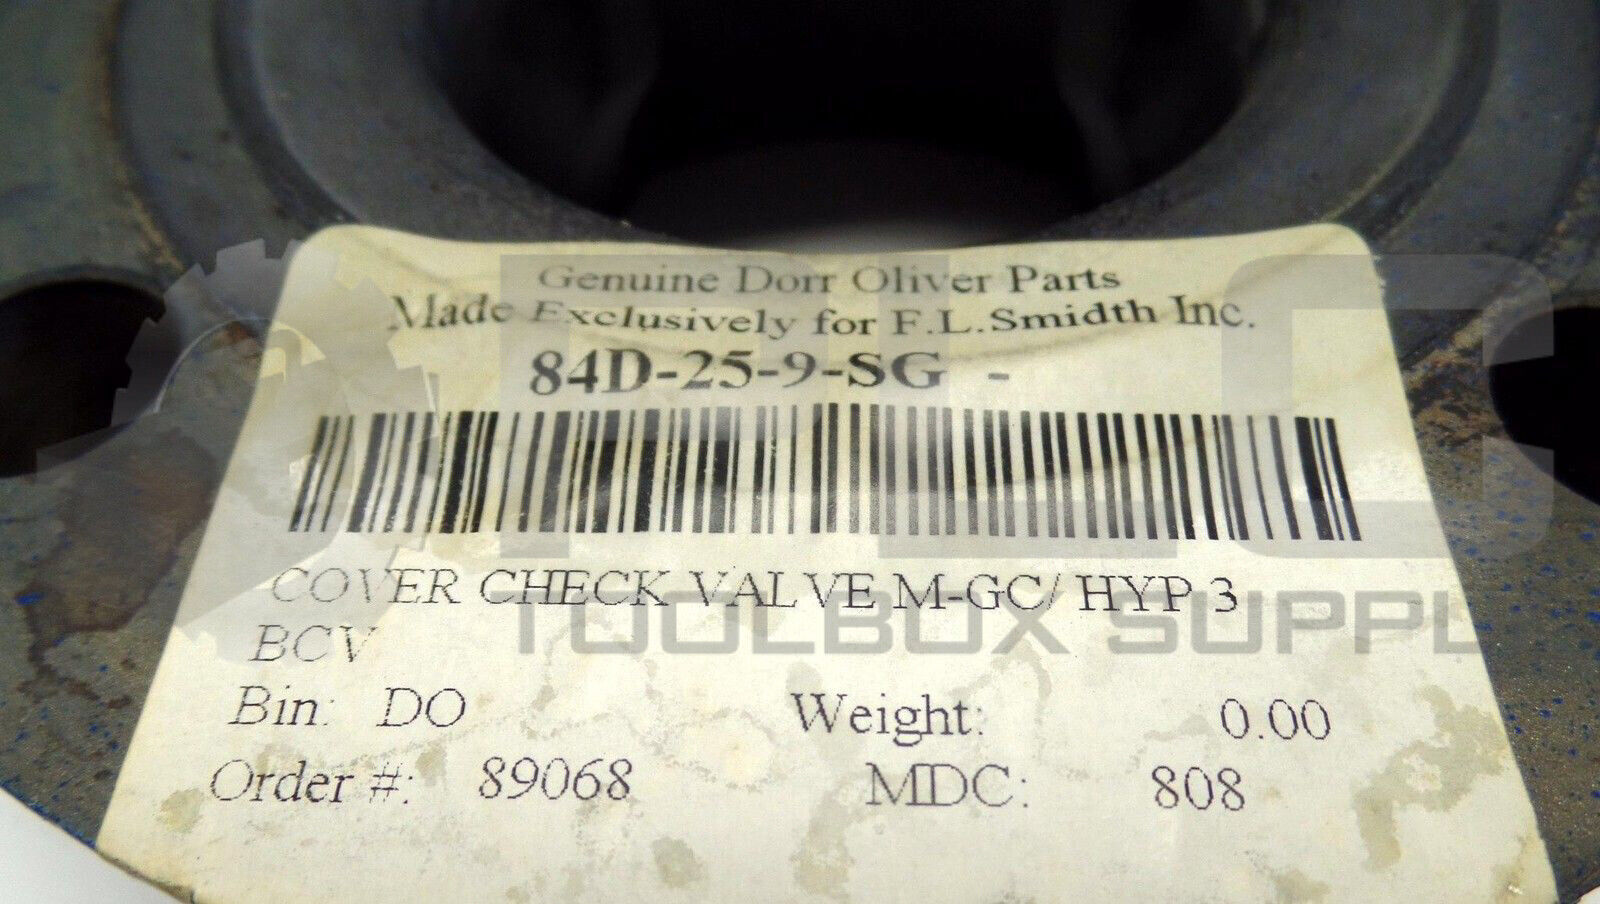 Genuine Dorr Oliver Parts
Made Exclusively for F.L.Smidth Inc.
84D-25-9-SG -
COVER CHECK VALVE M-GC/ HYP 3
BCV
Bin: DO Weight: 0.00
Order #: 89068 MDC: 808
PLC
TOOLBOX SUPPL